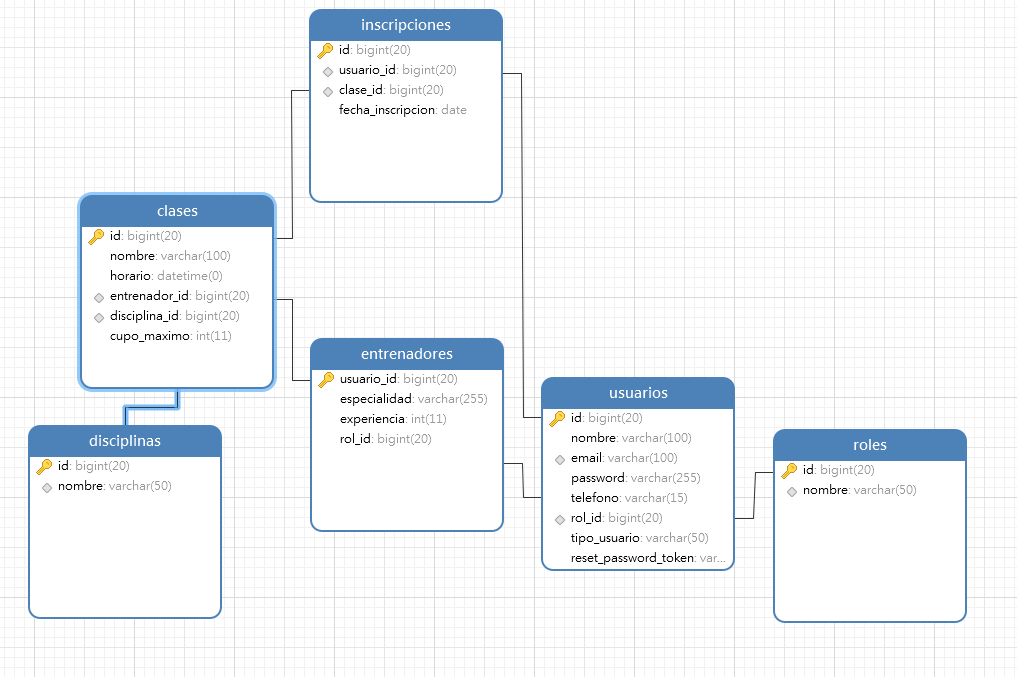 inscripciones
id: bigint(20)
usuario_id: bigint(20)
clase_id: bigint(20)
fecha_inscripcion: date
clases
id: bigint(20)
nombre: varchar(100)
horario: datetime(0)
entrenador_id: bigint(20)
disciplina_id: bigint(20)
cupo_maximo: int(11)
entrenadores
usuario_id: bigint(20)
especialidad: varchar(255)
experiencia: int(11)
rol_id: bigint(20)
usuarios
id: bigint(20)
nombre: varchar(100)
email: varchar(100)
password: varchar(255)
telefono: varchar(15)
rol_id: bigint(20)
tipo_usuario: varchar(50)
reset_password_token: var...
disciplinas
id: bigint(20)
nombre: varchar(50)
roles
id: bigint(20)
nombre: varchar(50)